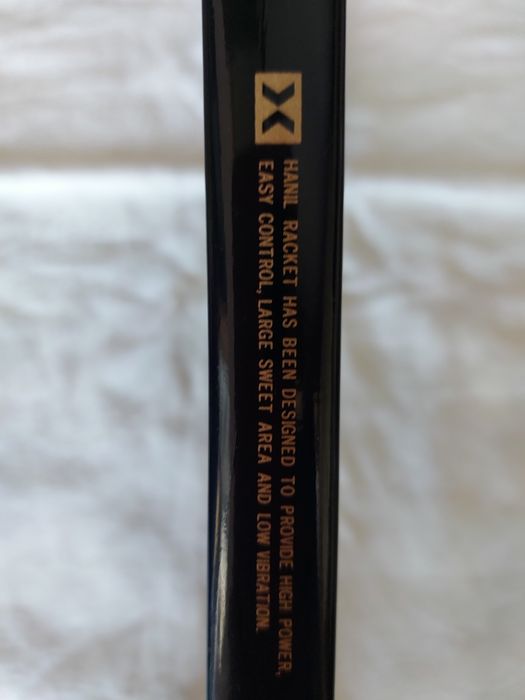 HANIL RACKET HAS BEEN DESIGNED TO PROVIDE HIGH POWER,
EASY CONTROL, LARGE SWEET AREA AND LOW VIBRATION.